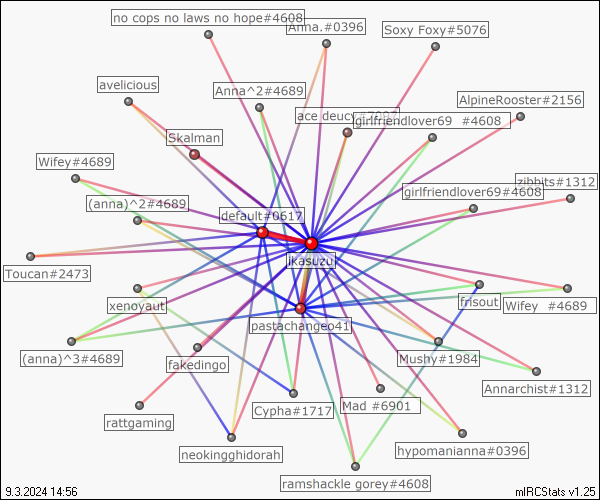 no cops no laws no hope#4608
Anna.#0396
Soxy Foxy#5076
avelicious
Anna^2#4689
AlpineRooster#2156
ace deucy
girlfriendlover69 #4608
Skalman
Wifey#4689
zibbits#1312
girlfriendlover69#4608
(anna)^2#4689
default#0617
ikasuzu
Toucan#2473
xenoyaut
frisout
Wifey #4689
pastachangeo41
(anna)^3#4689
fakedingo
Mushy#1984
Annarchist#1312
Cypha#1717
Mad #6901
rattgaming
neokingghidorah
hypomanianna#0396
ramshackle gorey#4608
9.3.2024 14:56
mIRCStats v1.25